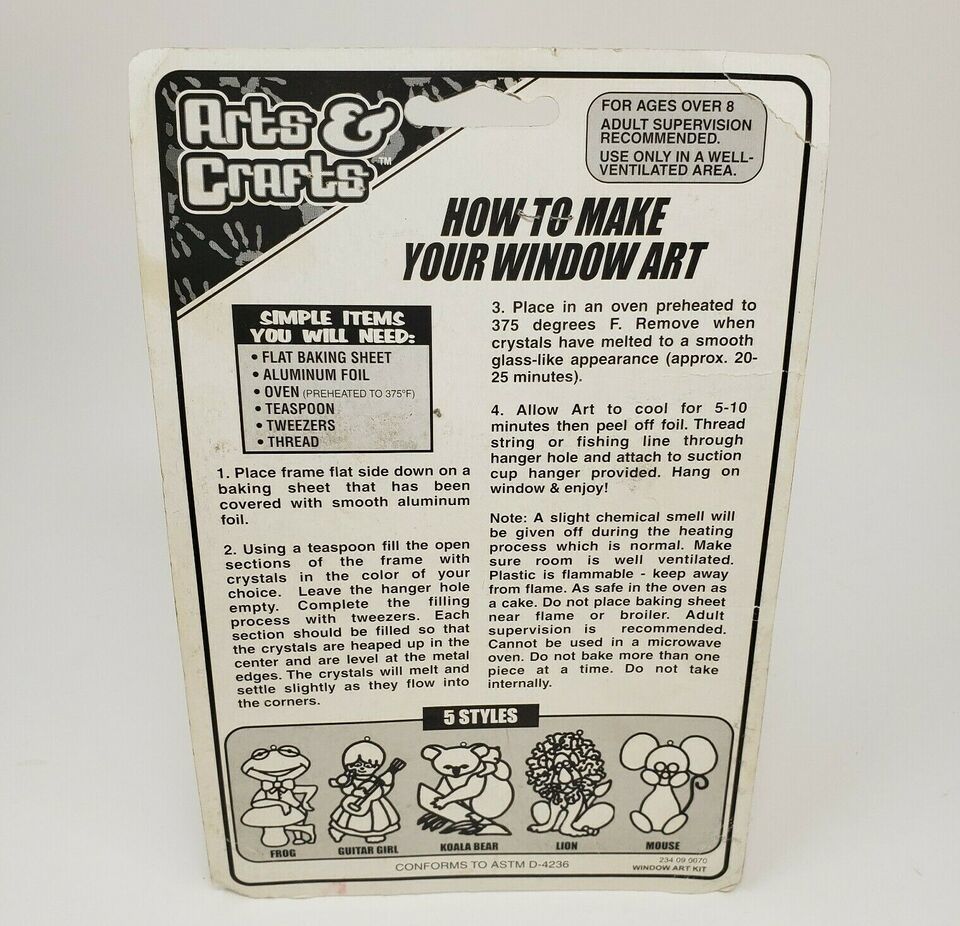 Arts &
Crafts™
FOR AGES OVER 8
ADULT SUPERVISION
RECOMMENDED.
USE ONLY IN A WELL-
VENTILATED AREA.
HOW TO MAKE
YOUR WINDOW ART
SIMPLE ITEMS
YOU WILL NEED:
• FLAT BAKING SHEET
• ALUMINUM FOIL
• OVEN (PREHEATED TO 375°F)
• TEASPOON
• TWEEZERS
• THREAD
1. Place frame flat side down on a
baking sheet that has been
covered with smooth aluminum
foil.
2. Using a teaspoon fill the open
sections of the frame with
crystals in the color of your
choice. Leave the hanger hole
empty. Complete the filling
process with tweezers. Each
section should be filled so that
the crystals are heaped up in the
center and are level at the metal
edges. The crystals will melt and
settle slightly as they flow into
the corners.
3. Place in an oven preheated to
375 degrees F. Remove when
crystals have melted to a smooth
glass-like appearance (approx. 20-
25 minutes).
4. Allow Art to cool for 5-10
minutes then peel off foil. Thread
string or fishing line through
hanger hole and attach to suction
cup hanger provided. Hang on
window & enjoy!
Note: A slight chemical smell will
be given off during the heating
process which is normal. Make
sure room is well ventilated.
Plastic is flammable - keep away
from flame. As safe in the oven as
a cake. Do not place baking sheet
near flame or broiler. Adult
supervision is recommended.
Cannot be used in a microwave
oven. Do not bake more than one
piece at a time. Do not take
internally.
5 STYLES
FROG
GUITAR GIRL
KOALA BEAR
LION
MOUSE
CONFORMS TO ASTM D-4236
234 09 0070
WINDOW ART KIT